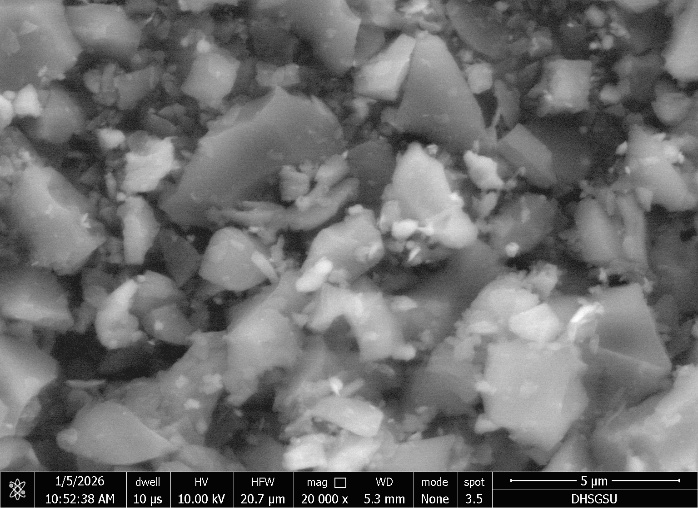 1/5/2026 dwell HV HFW mag WD mode spot 5 µm
10:52:38 AM 10 µs 10.00 kV 20.7 µm 20 000 x 5.3 mm None 3.5 DHSGSU